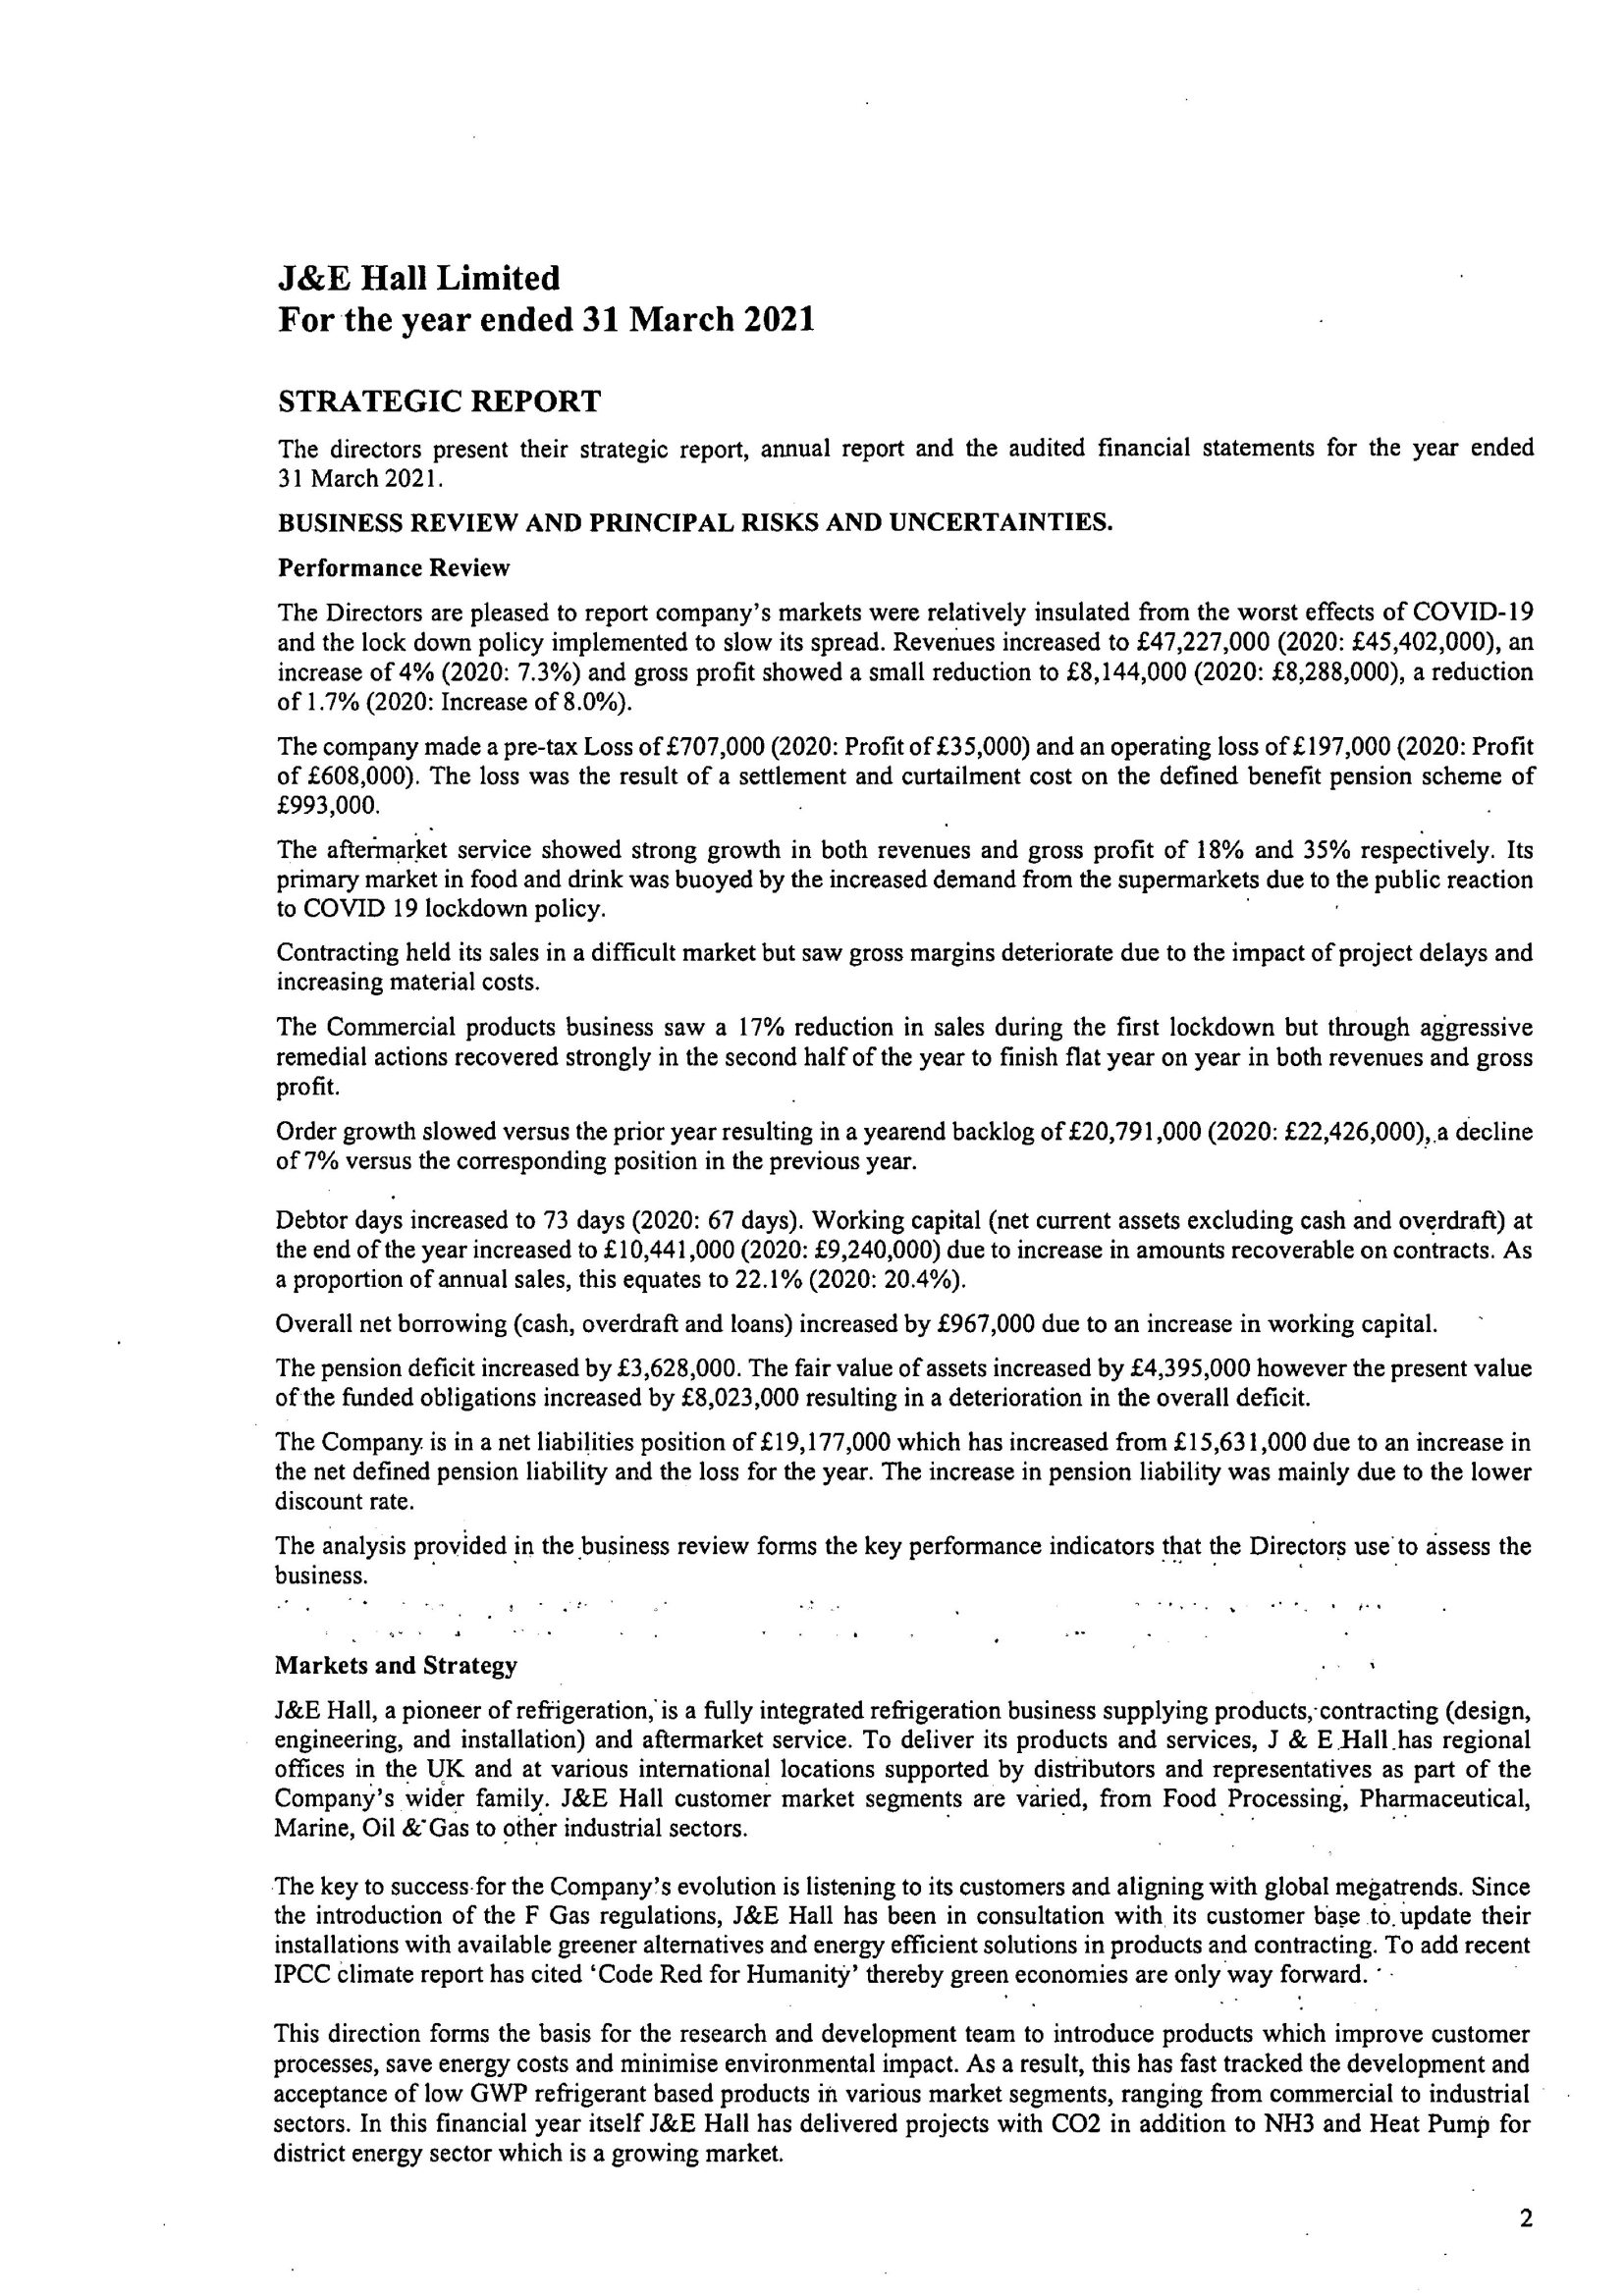 J&E Hall Limited
For the year ended 31 March 2021
STRATEGIC REPORT
The directors present their strategic report, annual report and the audited financial statements for the year ended
31 March 2021.
BUSINESS REVIEW AND PRINCIPAL RISKS AND UNCERTAINTIES.
Performance Review
The Directors are pleased to report company's markets were relatively insulated from the worst effects of COVID-19
and the lock down policy implemented to slow its spread. Revenues increased to £47,227,000 (2020: £45,402,000), an
increase of 4% (2020: 7.3%) and gross profit showed a small reduction to £8,144,000 (2020: £8,288,000), a reduction
of 1.7% (2020: Increase of 8.0%).
The company made a pre-tax Loss of £707,000 (2020: Profit of £35,000) and an operating loss of £197,000 (2020: Profit
of £608,000). The loss was the result of a settlement and curtailment cost on the defined benefit pension scheme of
£993,000.
The aftermarket service showed strong growth in both revenues and gross profit of 18% and 35% respectively. Its
primary market in food and drink was buoyed by the increased demand from the supermarkets due to the public reaction
to COVID 19 lockdown policy.
Contracting held its sales in a difficult market but saw gross margins deteriorate due to the impact of project delays and
increasing material costs.
The Commercial products business saw a 17% reduction in sales during the first lockdown but through aggressive
remedial actions recovered strongly in the second half of the year to finish flat year on year in both revenues and gross
profit.
Order growth slowed versus the prior year resulting in a yearend backlog of £20,791,000 (2020: £22,426,000), a decline
of 7% versus the corresponding position in the previous year.
Debtor days increased to 73 days (2020: 67 days). Working capital (net current assets excluding cash and overdraft) at
the end of the year increased to £10,441,000 (2020: £9,240,000) due to increase in amounts recoverable on contracts. As
a proportion of annual sales, this equates to 22.1% (2020: 20.4%).
Overall net borrowing (cash, overdraft and loans) increased by £967,000 due to an increase in working capital.
The pension deficit increased by £3,628,000. The fair value of assets increased by £4,395,000 however the present value
of the funded obligations increased by £8,023,000 resulting in a deterioration in the overall deficit.
The Company is in a net liabilities position of £19,177,000 which has increased from £15,631,000 due to an increase in
the net defined pension liability and the loss for the year. The increase in pension liability was mainly due to the lower
discount rate.
The analysis provided in the business review forms the key performance indicators that the Directors use to assess the
business.
Markets and Strategy
J&E Hall, a pioneer of refrigeration, is a fully integrated refrigeration business supplying products, contracting (design,
engineering, and installation) and aftermarket service. To deliver its products and services, J & E Hall has regional
offices in the UK and at various international locations supported by distributors and representatives as part of the
Company's wider family. J&E Hall customer market segments are varied, from Food Processing, Pharmaceutical,
Marine, Oil & Gas to other industrial sectors.
The key to success for the Company's evolution is listening to its customers and aligning with global megatrends. Since
the introduction of the F Gas regulations, J&E Hall has been in consultation with its customer base to update their
installations with available greener alternatives and energy efficient solutions in products and contracting. To add recent
IPCC climate report has cited 'Code Red for Humanity' thereby green economies are only way forward.
This direction forms the basis for the research and development team to introduce products which improve customer
processes, save energy costs and minimise environmental impact. As a result, this has fast tracked the development and
acceptance of low GWP refrigerant based products in various market segments, ranging from commercial to industrial
sectors. In this financial year itself J&E Hall has delivered projects with CO2 in addition to NH3 and Heat Pump for
district energy sector which is a growing market.
2